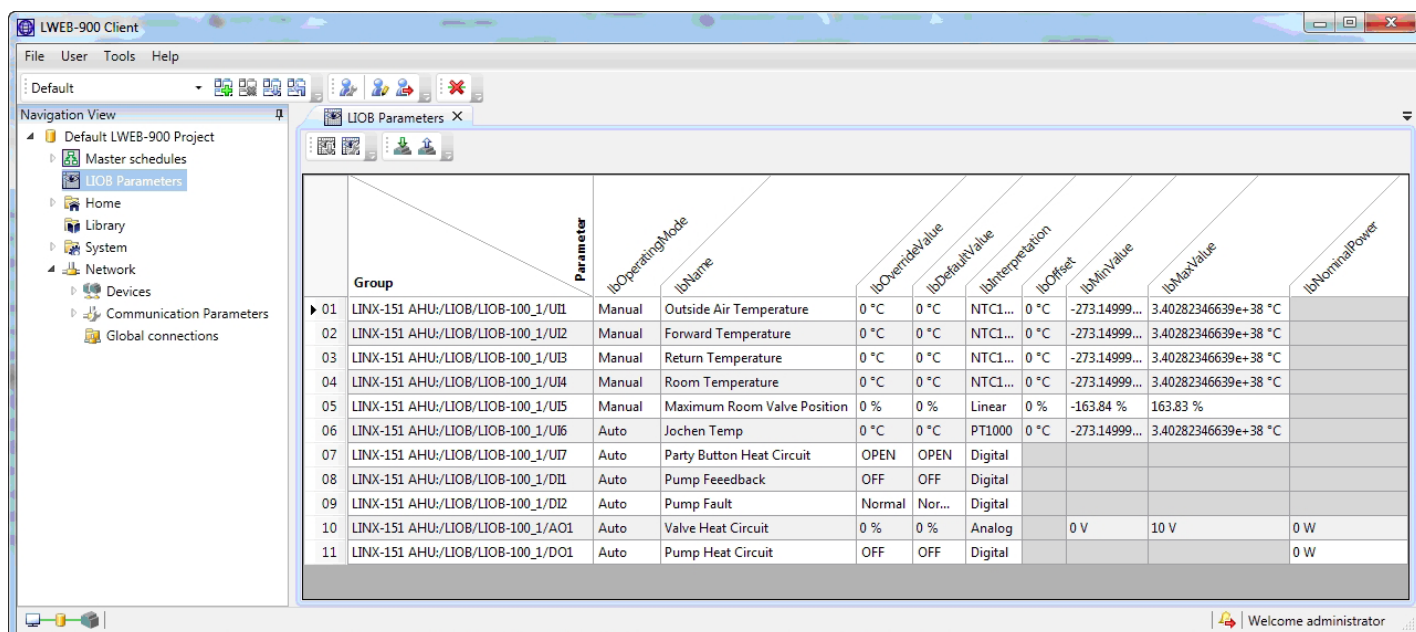 LWEB-900 Client
File User Tools Help
Default
Navigation View
Default LWEB-900 Project
Master schedules
LIOB Parameters
Home
Library
System
Network
Devices
Communication Parameters
Global connections
LIOB Parameters
Group Parameter lbOperatingMode lbName lbOverrideValue lbDefaultValue lbInterpretation lbOffset lbMinValue lbMaxValue lbNominalPower
01 LINX-151 AHU:/LIOB/LIOB-100_1/UI1 Manual Outside Air Temperature 0 °C 0 °C NTC1... 0 °C -273.14999... 3.40282346639e+38 °C
02 LINX-151 AHU:/LIOB/LIOB-100_1/UI2 Manual Forward Temperature 0 °C 0 °C NTC1... 0 °C -273.14999... 3.40282346639e+38 °C
03 LINX-151 AHU:/LIOB/LIOB-100_1/UI3 Manual Return Temperature 0 °C 0 °C NTC1... 0 °C -273.14999... 3.40282346639e+38 °C
04 LINX-151 AHU:/LIOB/LIOB-100_1/UI4 Manual Room Temperature 0 °C 0 °C NTC1... 0 °C -273.14999... 3.40282346639e+38 °C
05 LINX-151 AHU:/LIOB/LIOB-100_1/UI5 Manual Maximum Room Valve Position 0 % 0 % Linear 0 % -163.84 % 163.83 %
06 LINX-151 AHU:/LIOB/LIOB-100_1/UI6 Auto Jochen Temp 0 °C 0 °C PT1000 0 °C -273.14999... 3.40282346639e+38 °C
07 LINX-151 AHU:/LIOB/LIOB-100_1/UI7 Auto Party Button Heat Circuit OPEN OPEN Digital
08 LINX-151 AHU:/LIOB/LIOB-100_1/DI1 Auto Pump Feeedback OFF OFF Digital
09 LINX-151 AHU:/LIOB/LIOB-100_1/DI2 Auto Pump Fault Normal Nor... Digital
10 LINX-151 AHU:/LIOB/LIOB-100_1/AO1 Auto Valve Heat Circuit 0 % 0 % Analog 0 V 10 V 0 W
11 LINX-151 AHU:/LIOB/LIOB-100_1/DO1 Auto Pump Heat Circuit OFF OFF Digital 0 W
Welcome administrator